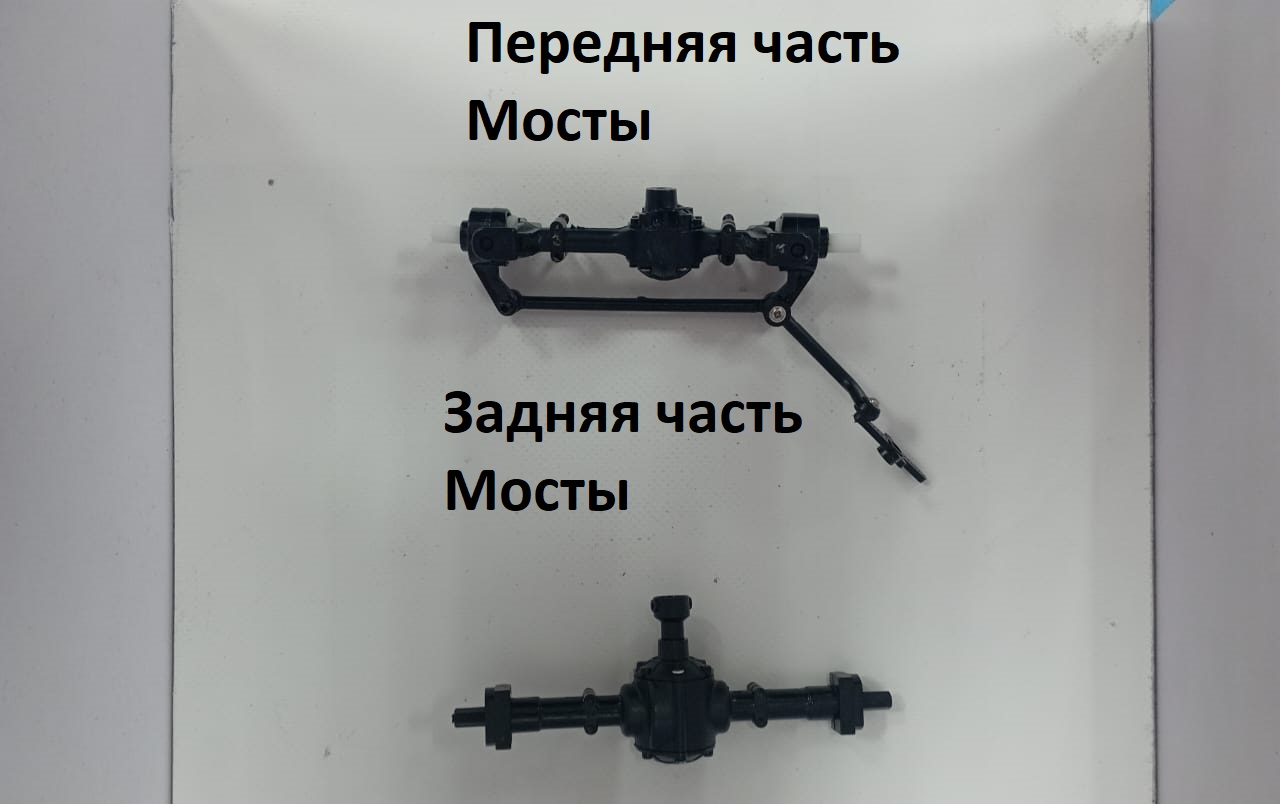 Передняя часть
Мосты
Задняя часть
Мосты